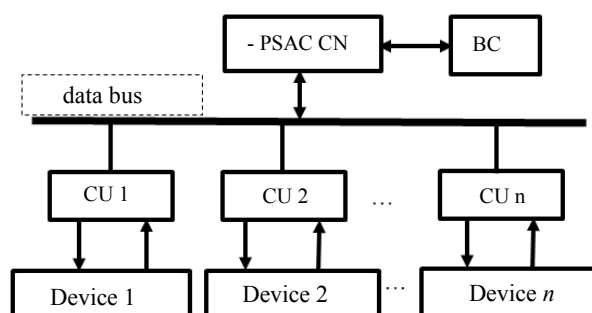 - PSAC CN
BC
data bus
CU 1
CU 2
...
CU n
Device 1
Device 2
...
Device n